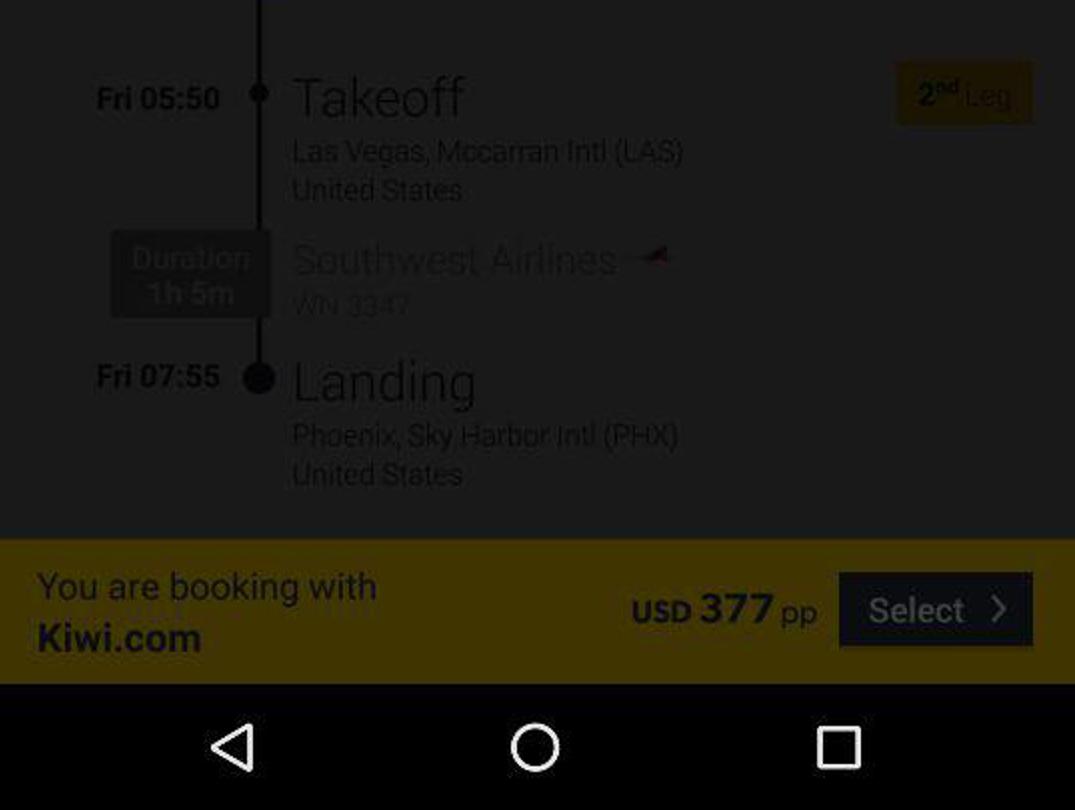 Fri 05:50
Takeoff
2nd Leg
Las Vegas, Mccarran Intl (LAS)
United States
Duration
1h 5m
Southwest Airlines
WN 3347
Fri 07:55
Landing
Phoenix, Sky Harbor Intl (PHX)
United States
You are booking with
Kiwi.com
USD 377 pp
Select